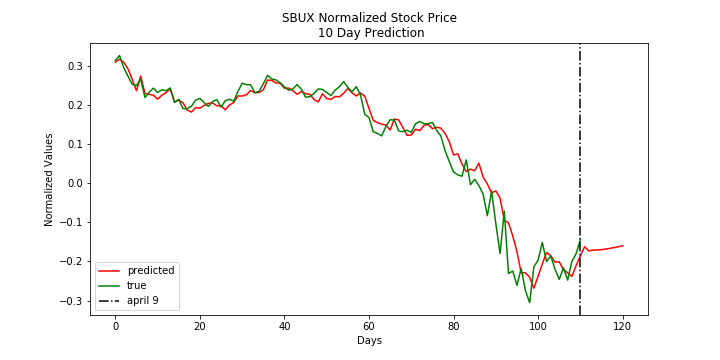 SBUX Normalized Stock Price
10 Day Prediction
Normalized Values
0.3
0.2
0.1
0.0
−0.1
−0.2
−0.3
predicted
true
april 9
0 20 40 60 80 100 120
Days